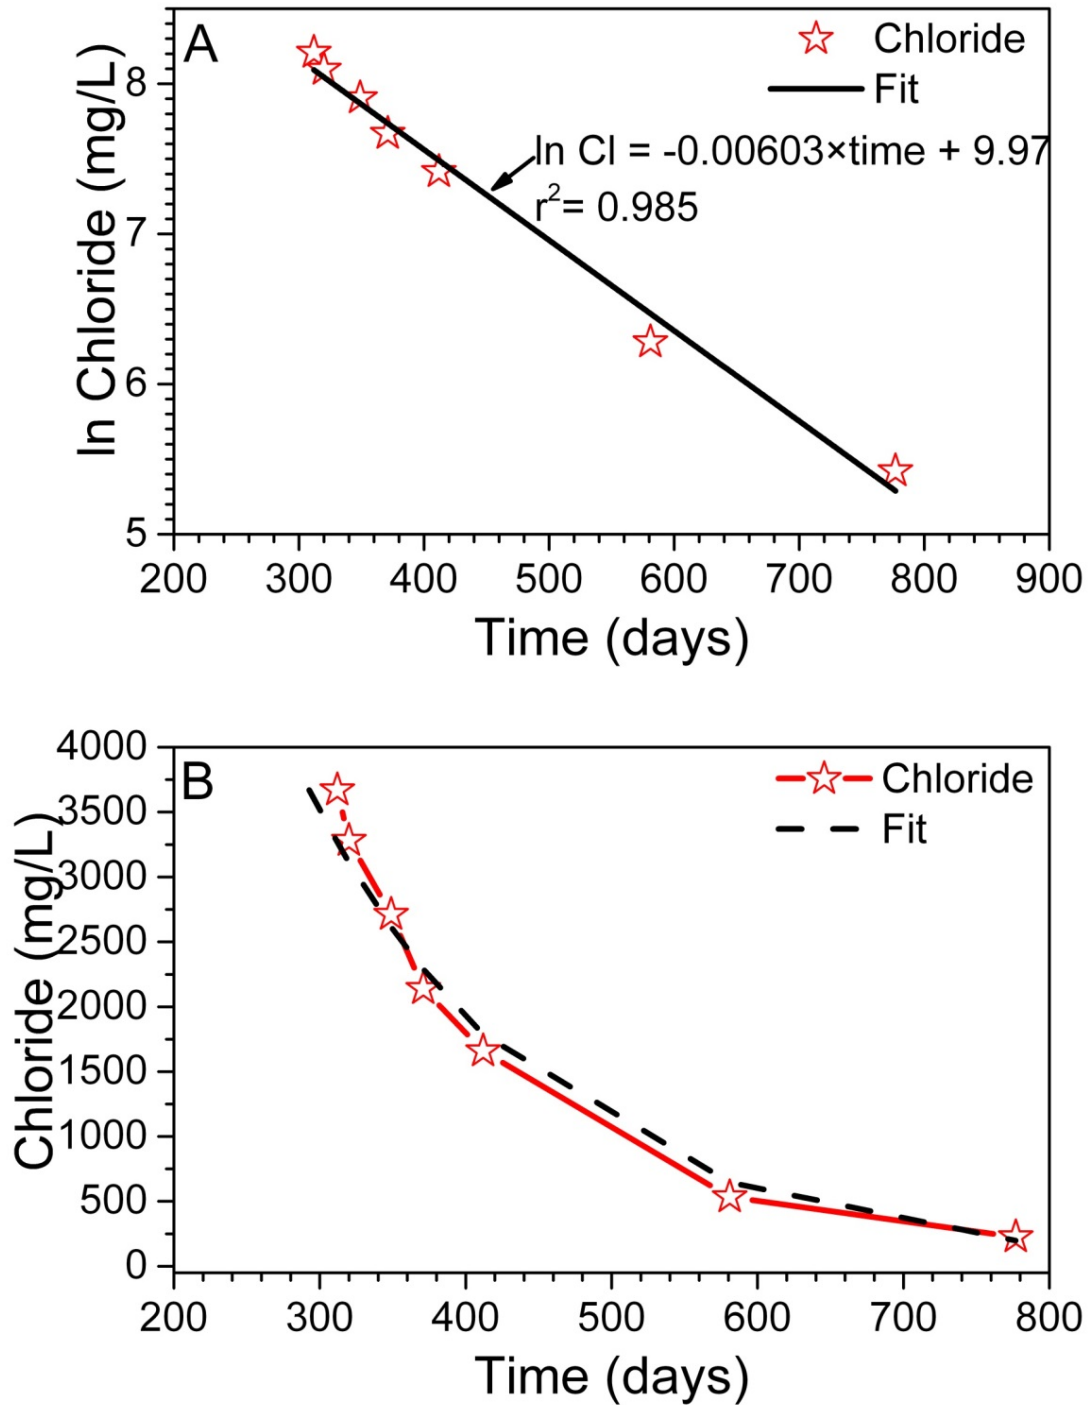 A
Chloride
Fit
ln Cl = -0.00603×time + 9.97
r²= 0.985
ln Chloride (mg/L)
8
7
6
5
200 300 400 500 600 700 800 900
Time (days)
B
Chloride
Fit
Chloride (mg/L)
4000
3500
3000
2500
2000
1500
1000
500
0
200 300 400 500 600 700 800
Time (days)